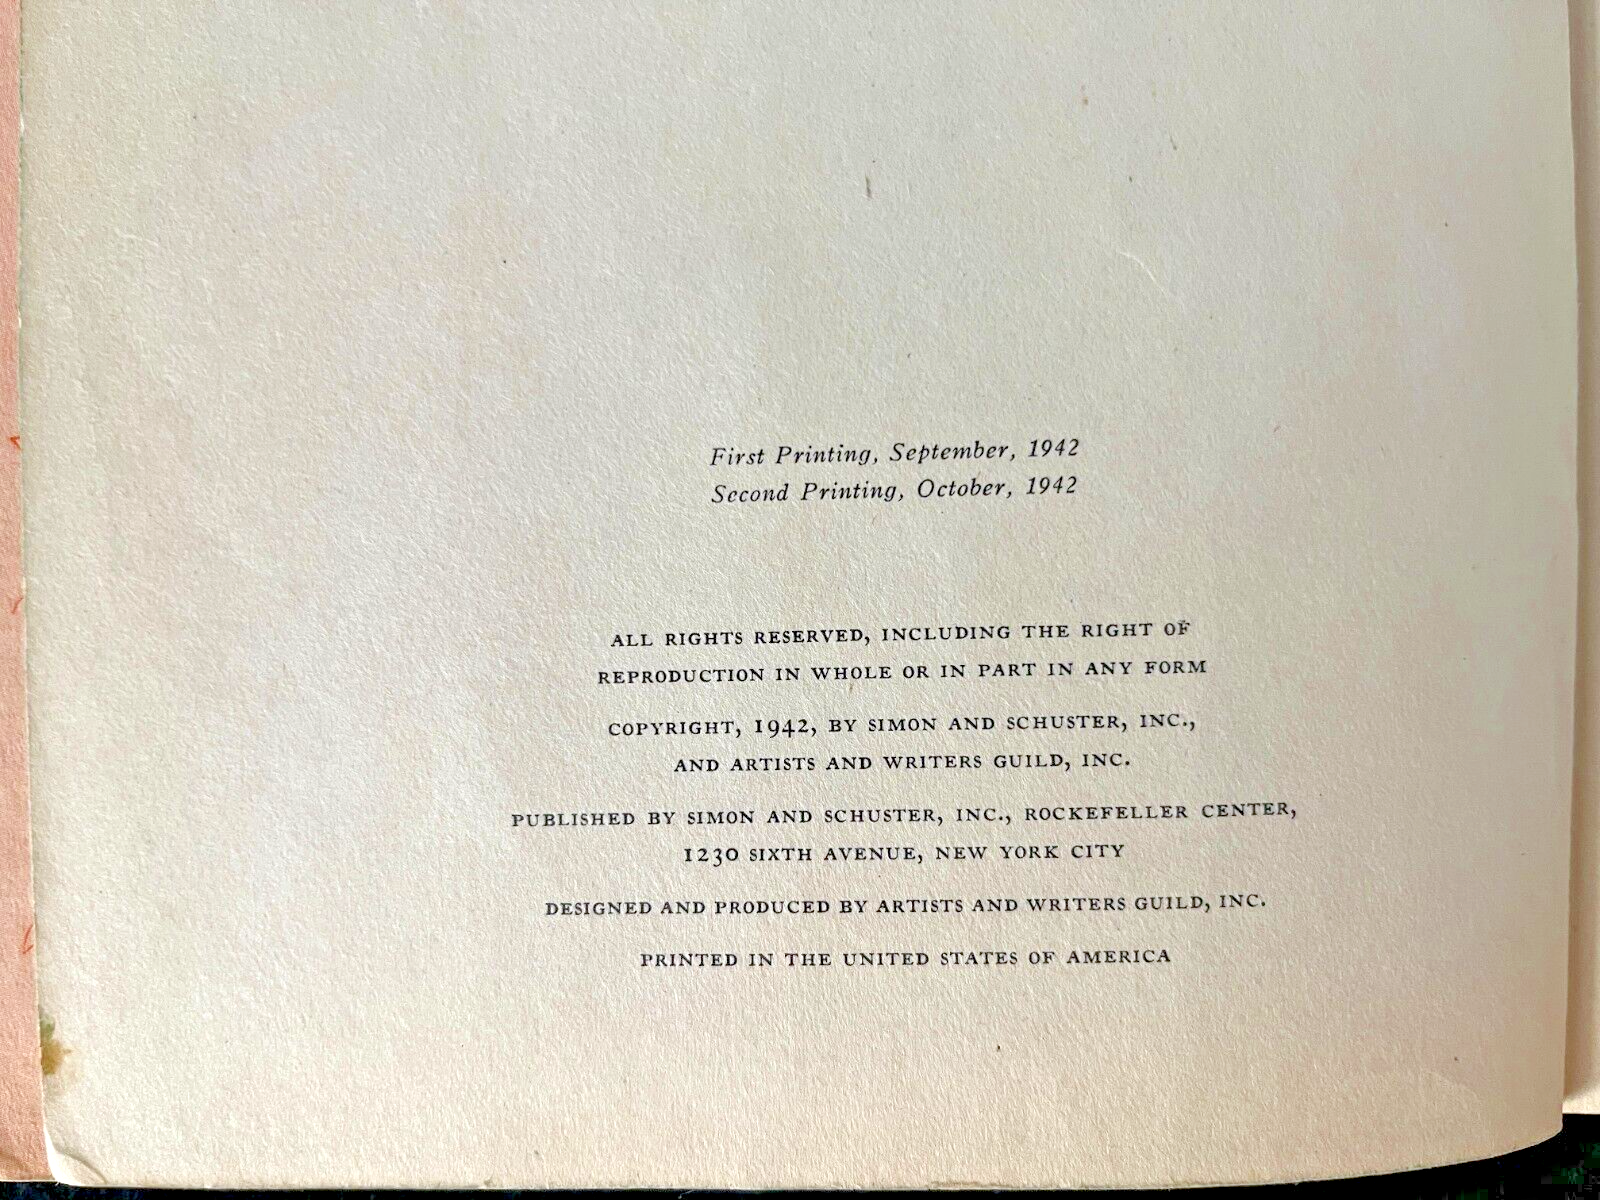 First Printing, September, 1942
Second Printing, October, 1942
ALL RIGHTS RESERVED, INCLUDING THE RIGHT OF
REPRODUCTION IN WHOLE OR IN PART IN ANY FORM
COPYRIGHT, 1942, BY SIMON AND SCHUSTER, INC.,
AND ARTISTS AND WRITERS GUILD, INC.
PUBLISHED BY SIMON AND SCHUSTER, INC., ROCKEFELLER CENTER,
1230 SIXTH AVENUE, NEW YORK CITY
DESIGNED AND PRODUCED BY ARTISTS AND WRITERS GUILD, INC.
PRINTED IN THE UNITED STATES OF AMERICA